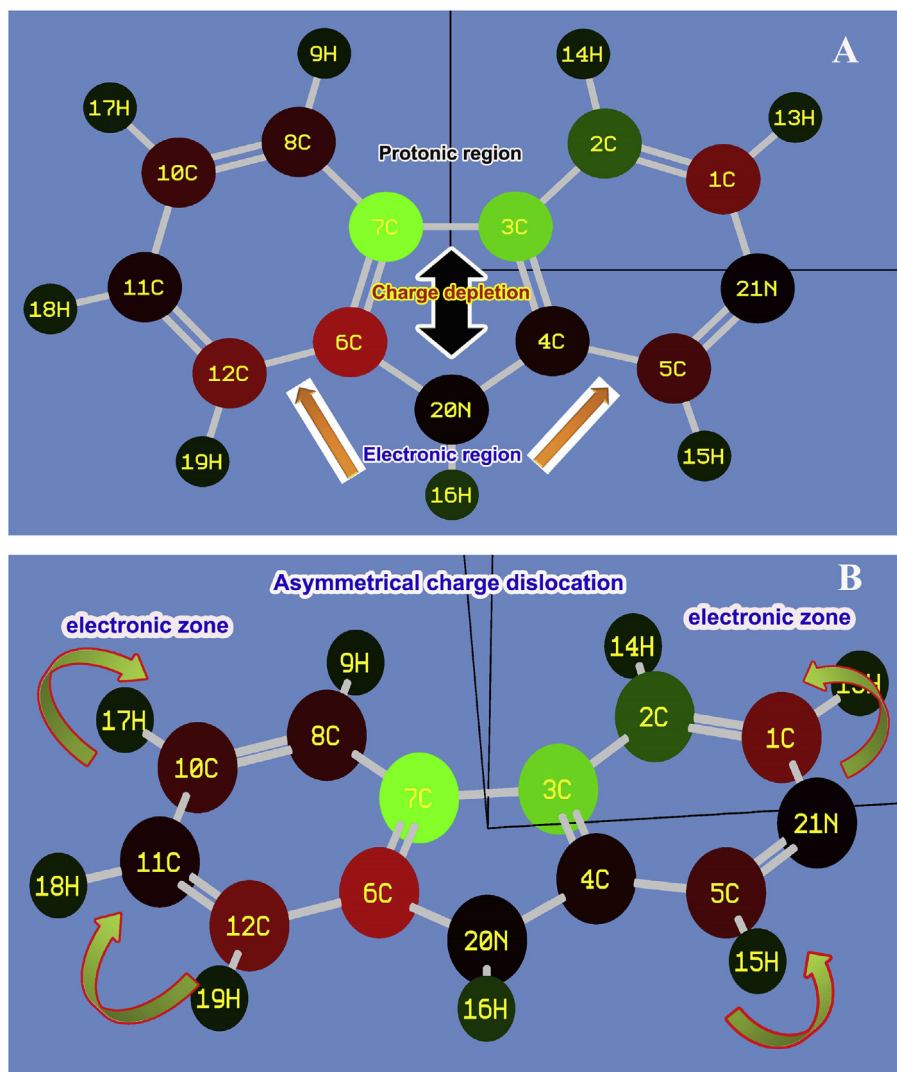 A
9H
14H
17H
13H
8C
2C
Protonic region
10C
1C
7C
3C
11C
Charge depletion
21N
18H
6C
4C
12C
5C
20N
19H
Electronic region
15H
16H
Asymmetrical charge dislocation
B
electronic zone
electronic zone
14H
9H
13H
17H
2C
8C
1C
10C
7C
3C
21N
11C
4C
18H
6C
5C
12C
20N
15H
19H
16H